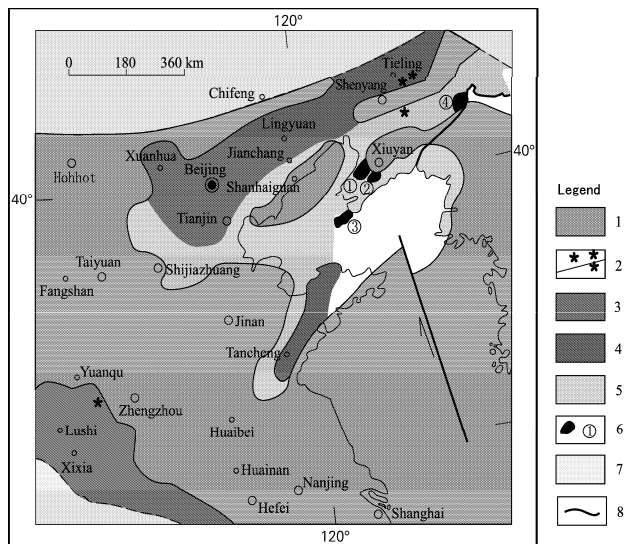 120°
0 180 360 km
Tieling
Shenyang
Chifeng
④
Lingyuan
40°
Xuanhua
Jianchang
Xiuyan
Hohhot
Beijing
Shanhaiguan
① ②
40°
Tianjin
③
Taiyuan
Shijiazhuang
Fangshan
Jinan
Tancheng
Yuanqu
Zhengzhou
Lushi
Huaibei
Xixia
Huainan
Nanjing
Hefei
Shanghai
120°
Legend
1
2
3
4
5
① 6
7
8